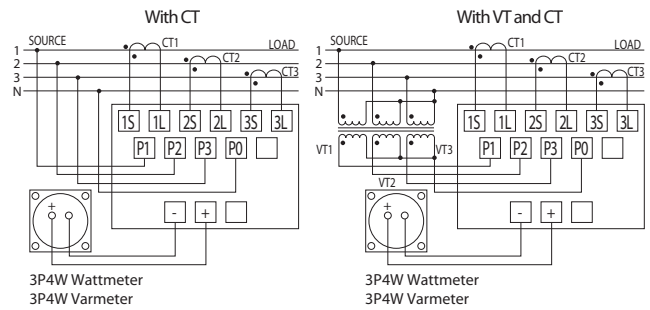 With CT
SOURCE
CT1
LOAD
1
2
CT2
3
CT3
N
1S 1L 2S 2L 3S 3L
P1 P2 P3 P0
+
- +
3P4W Wattmeter
3P4W Varmeter
With VT and CT
SOURCE
CT1
LOAD
1
2
CT2
3
CT3
N
1S 1L 2S 2L 3S 3L
VT1
VT3
P1 P2 P3 P0
VT2
+
- +
3P4W Wattmeter
3P4W Varmeter